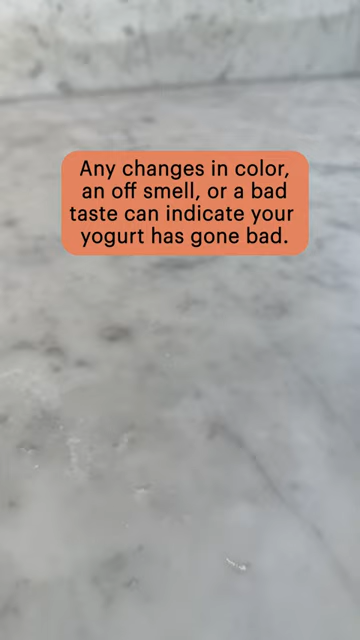 Any changes in color,
an off smell, or a bad
taste can indicate your
yogurt has gone bad.